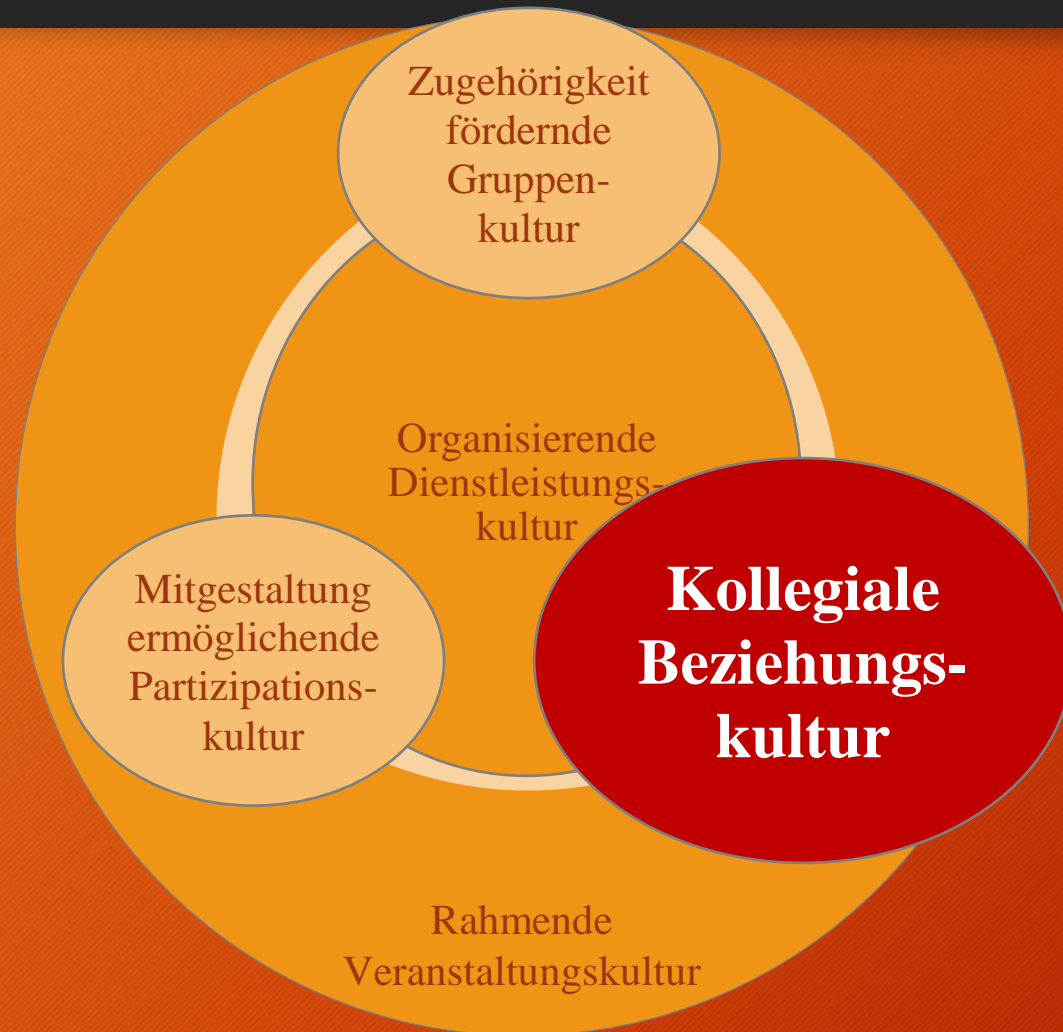 Zugehörigkeit
fördernde
Gruppen-
kultur
Organisierende
Dienstleistungs-
kultur
Mitgestaltung
ermöglichende
Partizipations-
kultur
Kollegiale
Beziehungs-
kultur
Rahmende
Veranstaltungskultur